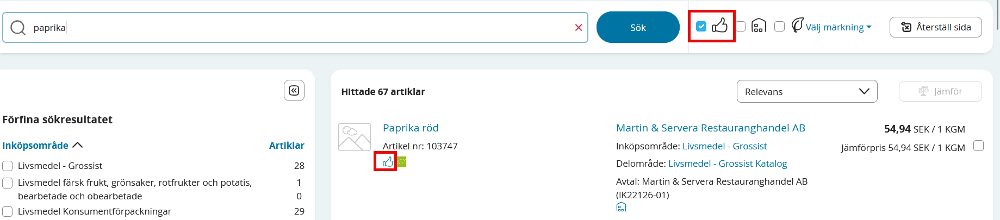 paprika
Sök
Välj märkning
Återställ sida
Hittade 67 artiklar
Relevans
Jämför
Förfina sökresultatet
Inköpsområde
Artiklar
Livsmedel - Grossist 28
Livsmedel färsk frukt, grönsaker, rotfrukter och potatis, 1
bearbetade och obearbetade 0
Livsmedel Konsumentförpackningar 29
Paprika röd
Artikel nr: 103747
Martin & Servera Restauranghandel AB
Inköpsområde: Livsmedel - Grossist
Delområde: Livsmedel - Grossist Katalog
Avtal: Martin & Servera Restauranghandel AB
(IK22126-01)
54,94 SEK / 1 KGM
Jämförpris 54,94 SEK / 1 KGM